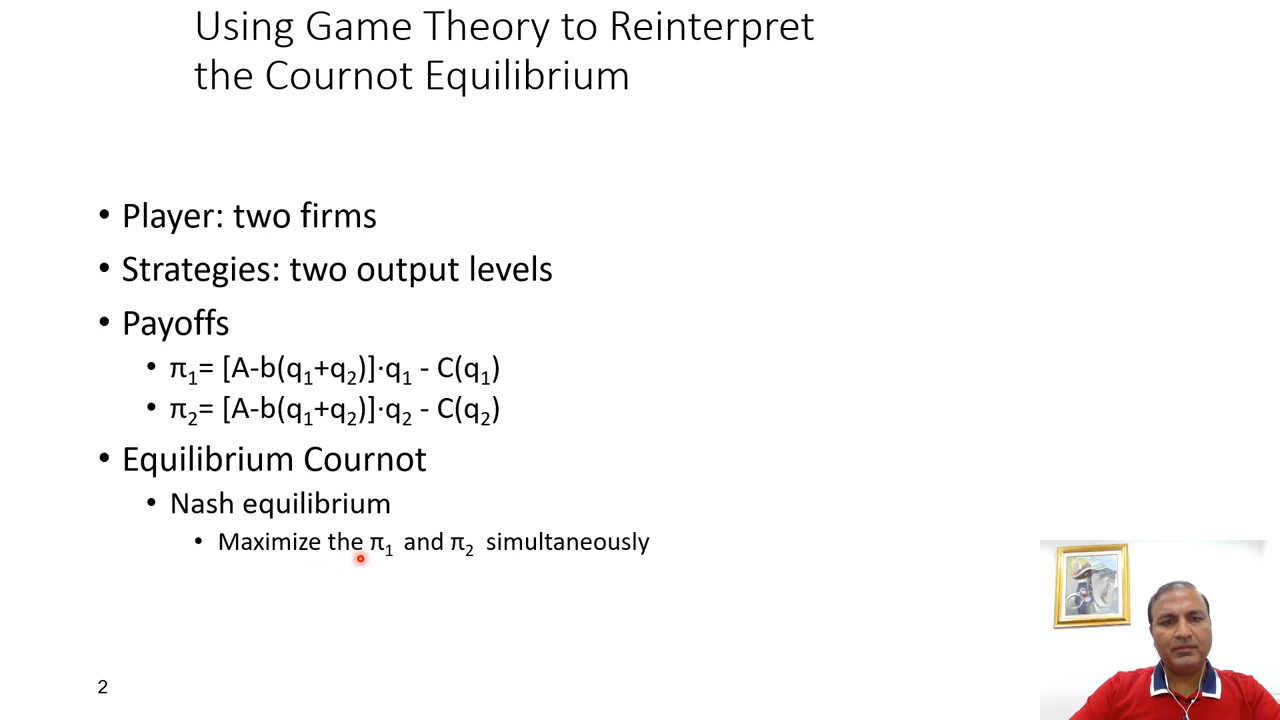 Using Game Theory to Reinterpret
the Cournot Equilibrium
• Player: two firms
• Strategies: two output levels
• Payoffs
• π₁= [A-b(q₁+q₂)]·q₁ - C(q₁)
• π₂= [A-b(q₁+q₂)]·q₂ - C(q₂)
• Equilibrium Cournot
• Nash equilibrium
• Maximize the π₁ and π₂ simultaneously
2